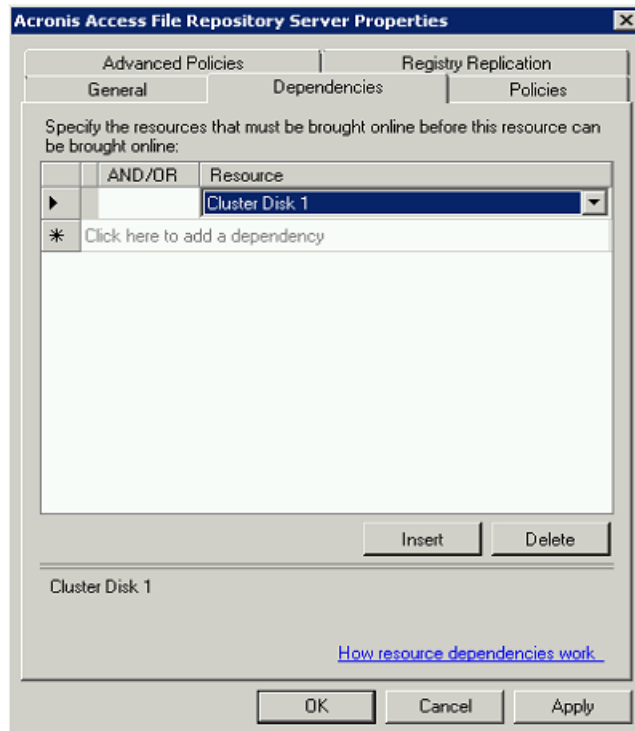 Acronis Access File Repository Server Properties
Advanced Policies Registry Replication
General Dependencies Policies
Specify the resources that must be brought online before this resource can
be brought online:
AND/OR Resource
Cluster Disk 1
Click here to add a dependency
Insert Delete
Cluster Disk 1
How resource dependencies work
OK Cancel Apply